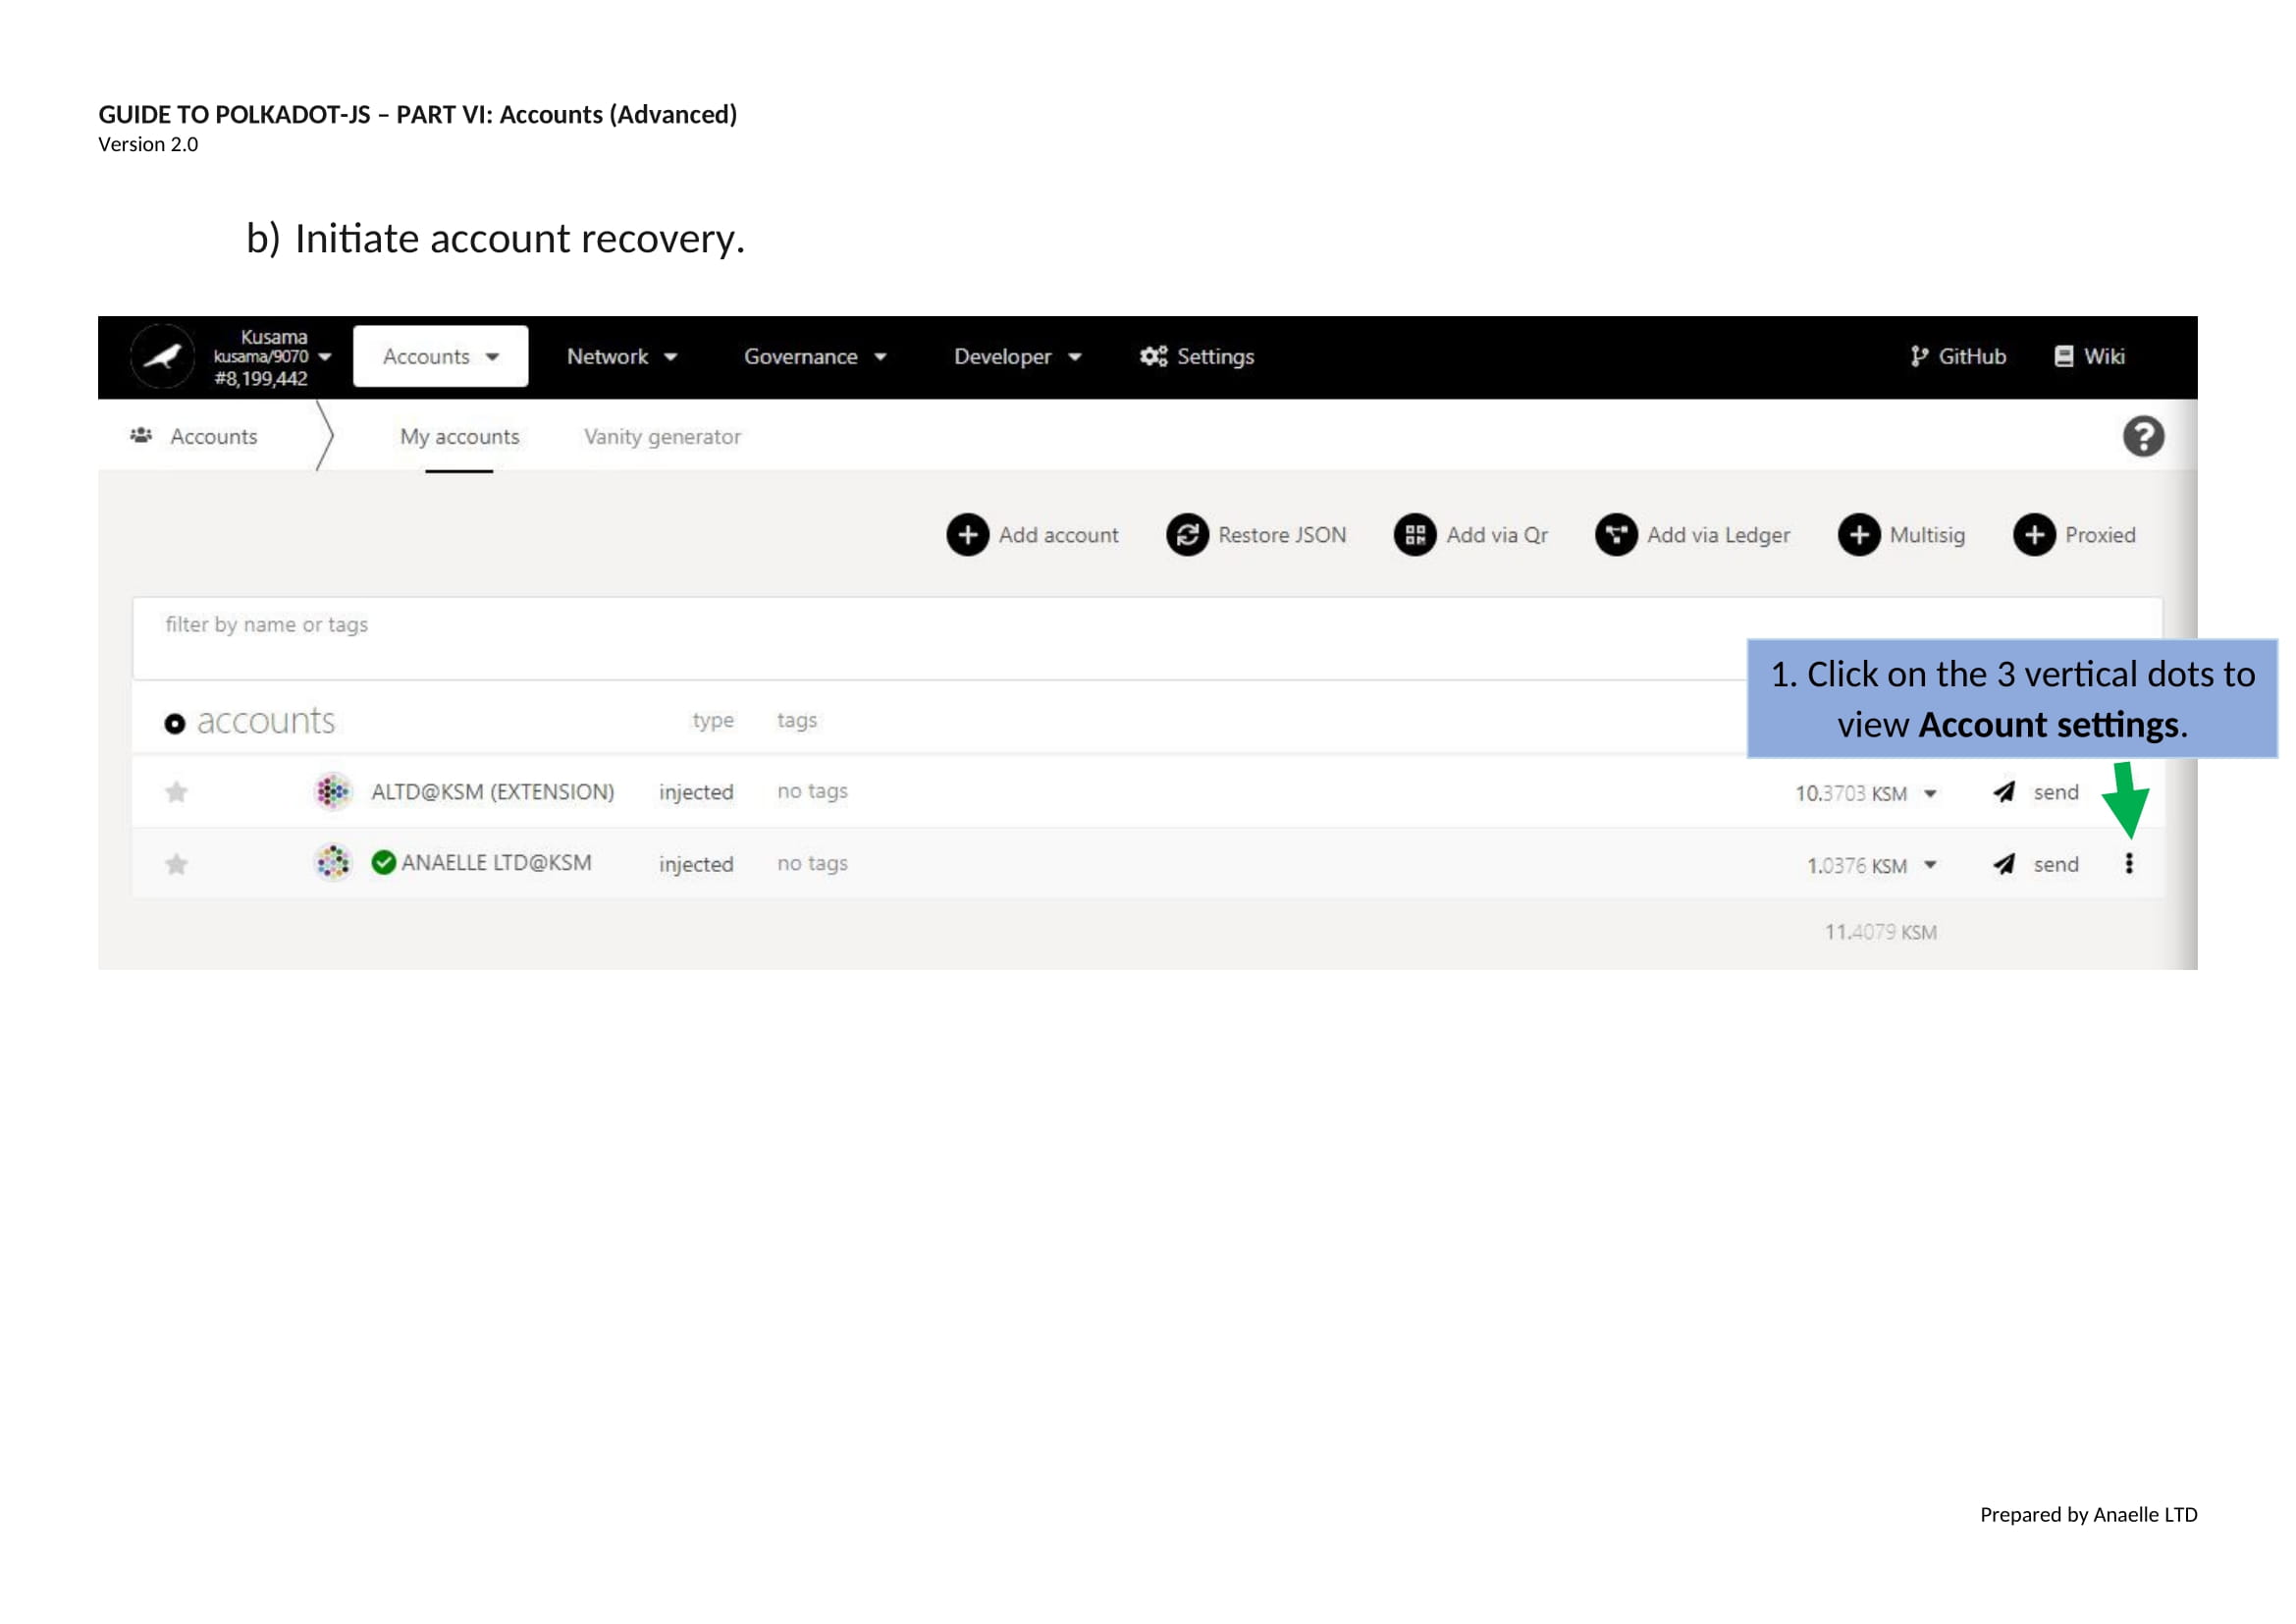 GUIDE TO POLKADOT-JS – PART VI: Accounts (Advanced)
Version 2.0
b) Initiate account recovery.
Kusama
kusama/9070
#8,199,442
Accounts
Network
Governance
Developer
Settings
GitHub
Wiki
Accounts
My accounts
Vanity generator
Add account
Restore JSON
Add via Qr
Add via Ledger
Multisig
Proxied
filter by name or tags
1. Click on the 3 vertical dots to
view Account settings.
accounts
type
tags
ALTD@KSM (EXTENSION)
injected
no tags
10.3703 KSM
send
ANAELLE LTD@KSM
injected
no tags
1.0376 KSM
send
11.4079 KSM
Prepared by Anaelle LTD